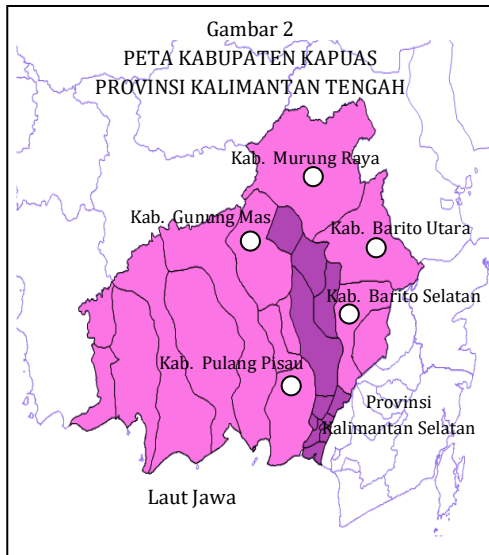 Gambar 2
PETA KABUPATEN KAPUAS
PROVINSI KALIMANTAN TENGAH
Kab. Murung Raya
Kab. Gunung Mas
Kab. Barito Utara
Kab. Barito Selatan
Kab. Pulang Pisau
Provinsi
Kalimantan Selatan
Laut Jawa